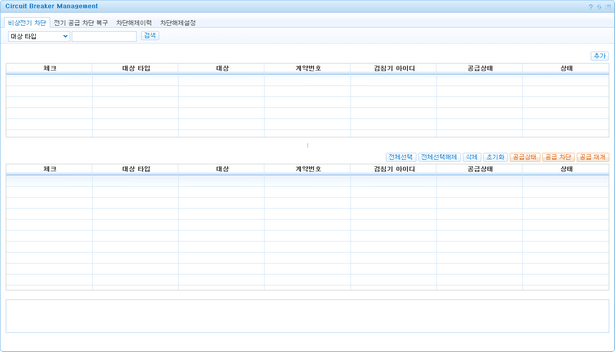 Circuit Breaker Management
비상전기 차단 전기 공급 차단 복구 차단해제이력 차단해제설정
대상 타입 검색
추가
체크 대상 타입 대상 계약번호 검침기 아이디 공급상태 상태
전체선택 전체선택해제 삭제 초기화 공급상태 공급 차단 공급 재개
체크 대상 타입 대상 계약번호 검침기 아이디 공급상태 상태